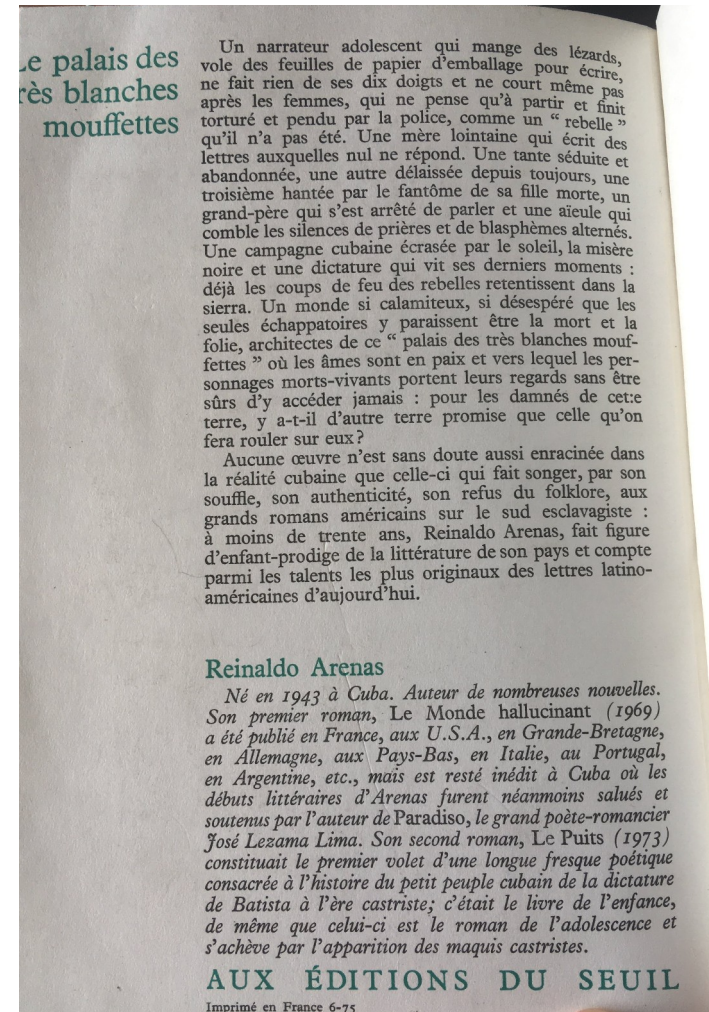 Le palais des
très blanches
mouffettes
Un narrateur adolescent qui mange des lézards,
vole des feuilles de papier d'emballage pour écrire,
ne fait rien de ses dix doigts et ne court même pas
après les femmes, qui ne pense qu'à partir et finit
torturé et pendu par la police, comme un “ rebelle ”
qu'il n'a pas été. Une mère lointaine qui écrit des
lettres auxquelles nul ne répond. Une tante séduite et
abandonnée, une autre délaissée depuis toujours, une
troisième hantée par le fantôme de sa fille morte, un
grand-père qui s'est arrêté de parler et une aïeule qui
comble les silences de prières et de blasphèmes alternés.
Une campagne cubaine écrasée par le soleil, la misère
noire et une dictature qui vit ses derniers moments :
déjà les coups de feu des rebelles retentissent dans la
sierra. Un monde si calamiteux, si désespéré que les
seules échappatoires y paraissent être la mort et la
folie, architectes de ce “ palais des très blanches mouf-
fettes ” où les âmes sont en paix et vers lequel les per-
sonnages morts-vivants portent leurs regards sans être
sûrs d'y accéder jamais : pour les damnés de cette
terre, y a-t-il d'autre terre promise que celle qu'on
fera rouler sur eux?
Aucune œuvre n'est sans doute aussi enracinée dans
la réalité cubaine que celle-ci qui fait songer, par son
souffle, son authenticité, son refus du folklore, aux
grands romans américains sur le sud esclavagiste :
à moins de trente ans, Reinaldo Arenas, fait figure
d'enfant-prodige de la littérature de son pays et compte
parmi les talents les plus originaux des lettres latino-
américaines d'aujourd'hui.
Reinaldo Arenas
Né en 1943 à Cuba. Auteur de nombreuses nouvelles.
Son premier roman, Le Monde hallucinant (1969)
a été publié en France, aux U.S.A., en Grande-Bretagne,
en Allemagne, aux Pays-Bas, en Italie, au Portugal,
en Argentine, etc., mais est resté inédit à Cuba où les
débuts littéraires d'Arenas furent néanmoins salués et
soutenus par l'auteur de Paradiso, le grand poète-romancier
José Lezama Lima. Son second roman, Le Puits (1973)
constituait le premier volet d'une longue fresque poétique
consacrée à l'histoire du petit peuple cubain de la dictature
de Batista à l'ère castriste; c'était le livre de l'enfance,
de même que celui-ci est le roman de l'adolescence et
s'achève par l'apparition des maquis castristes.
AUX ÉDITIONS DU SEUIL
Imprimé en France 6-75